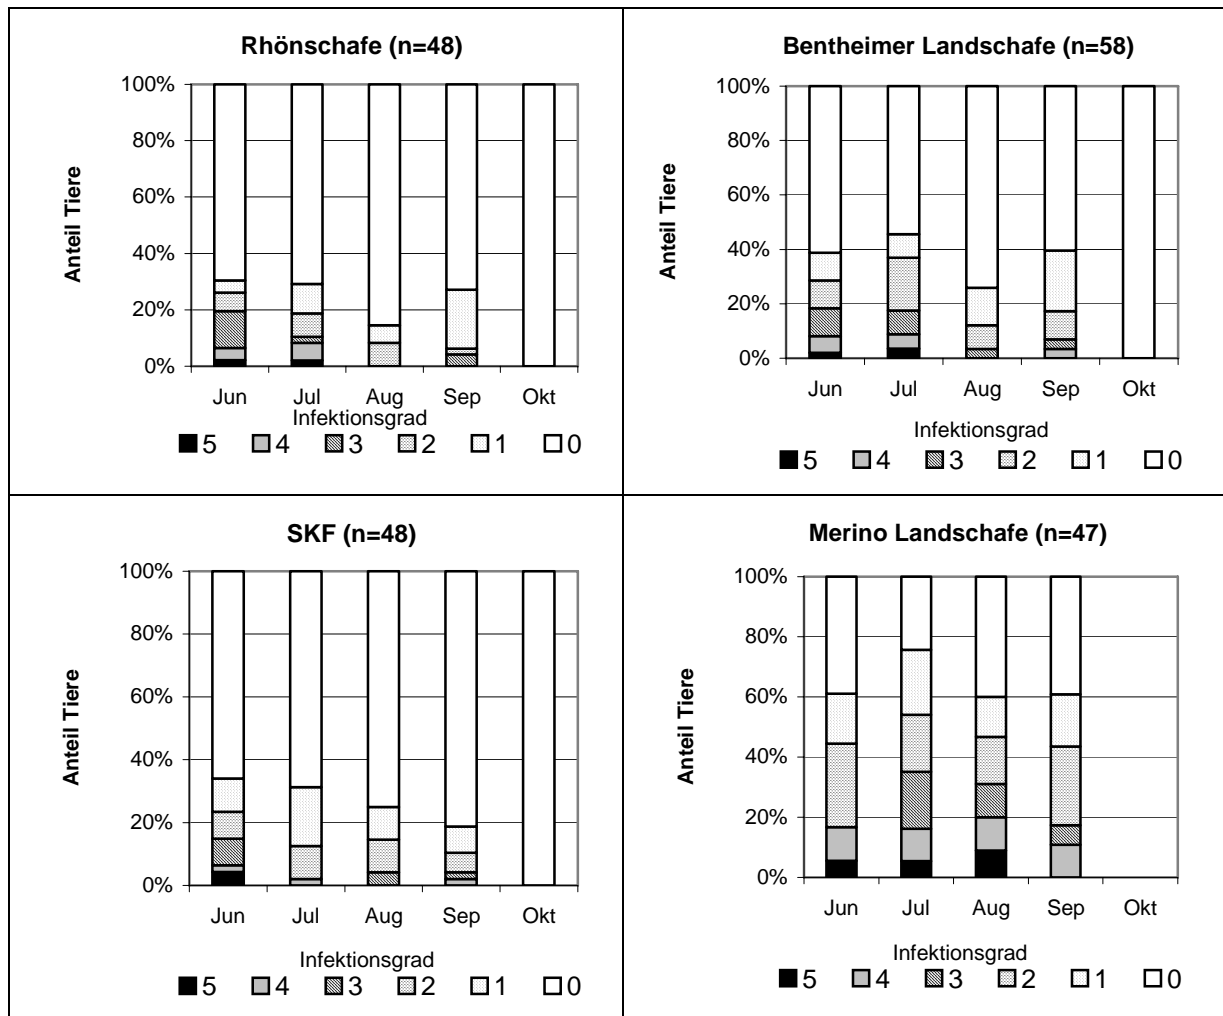 Rhönschafe (n=48)
100%
80%
60%
40%
20%
0%
Anteil Tiere
Jun Jul Aug Sep Okt
Infektionsgrad
5 4 3 2 1 0
Bentheimer Landschafe (n=58)
100%
80%
60%
40%
20%
0%
Anteil Tiere
Jun Jul Aug Sep Okt
Infektionsgrad
5 4 3 2 1 0
SKF (n=48)
100%
80%
60%
40%
20%
0%
Anteil Tiere
Jun Jul Aug Sep Okt
Infektionsgrad
5 4 3 2 1 0
Merino Landschafe (n=47)
100%
80%
60%
40%
20%
0%
Anteil Tiere
Jun Jul Aug Sep Okt
Infektionsgrad
5 4 3 2 1 0